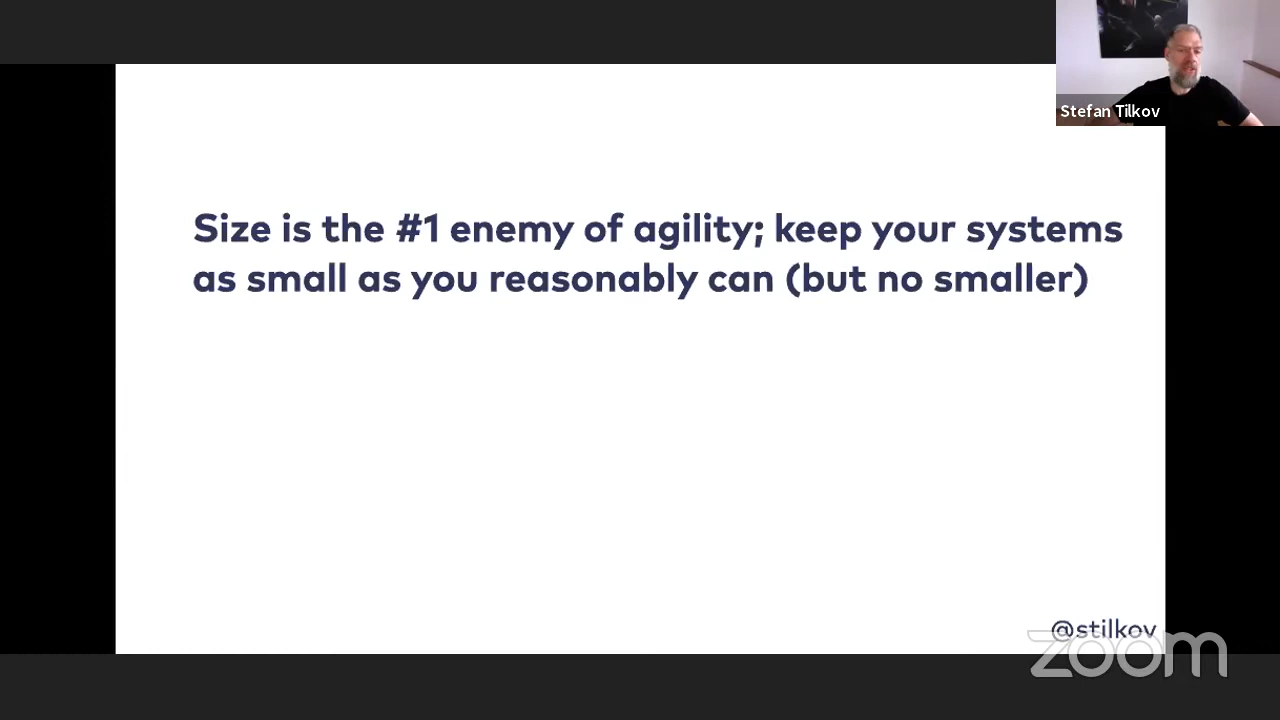 Stefan Tilkov
Size is the #1 enemy of agility; keep your systems
as small as you reasonably can (but no smaller)
@stilkov
zoom